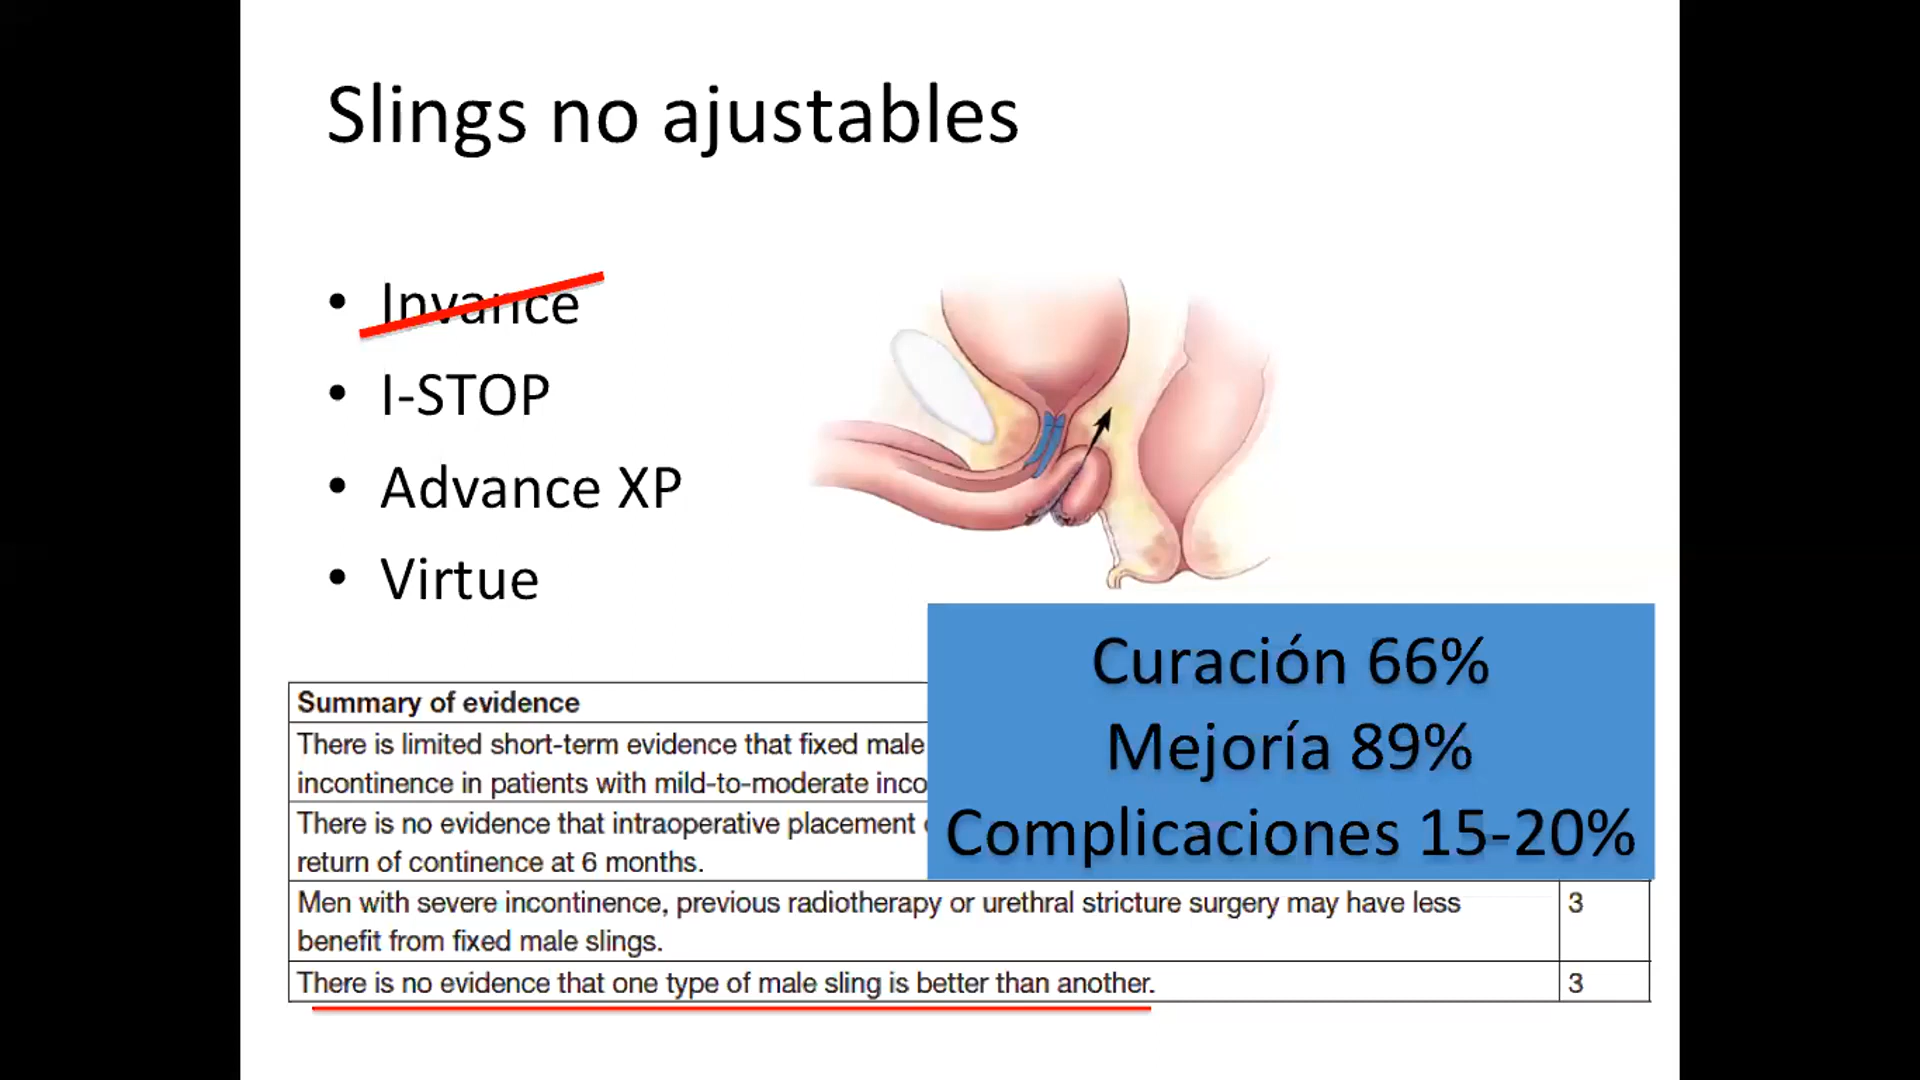 Slings no ajustables
• Invance
• I-STOP
• Advance XP
• Virtue
Curación 66%
Mejoría 89%
Complicaciones 15-20%
Summary of evidence
There is limited short-term evidence that fixed male
incontinence in patients with mild-to-moderate inco
There is no evidence that intraoperative placement
return of continence at 6 months.
Men with severe incontinence, previous radiotherapy or urethral stricture surgery may have less 3
benefit from fixed male slings.
There is no evidence that one type of male sling is better than another. 3